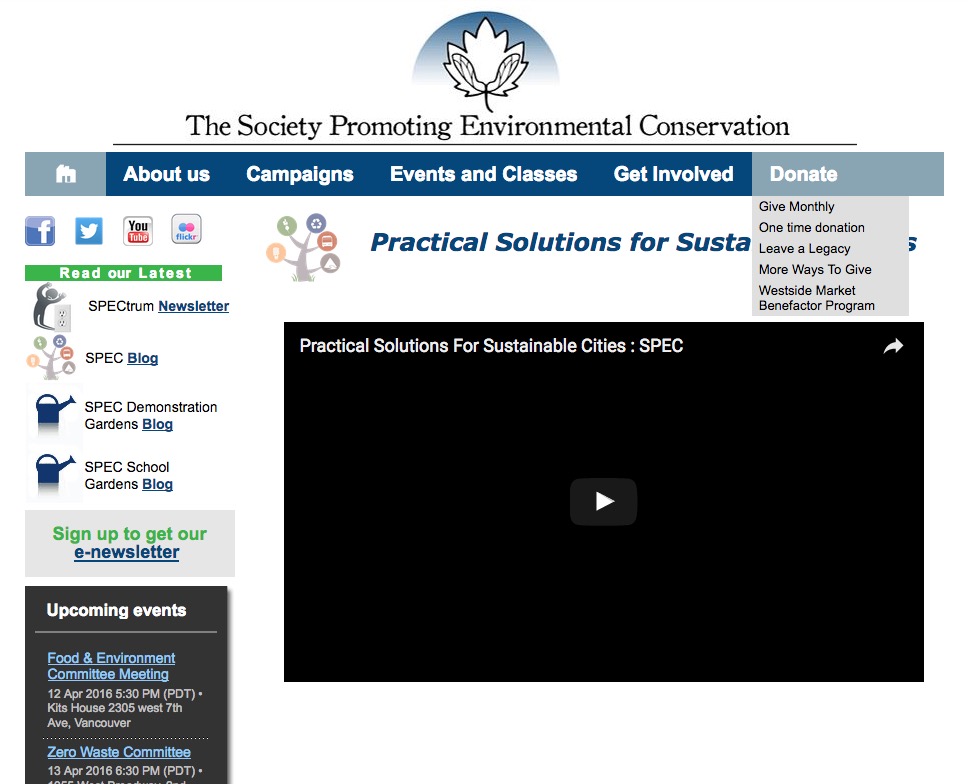 The Society Promoting Environmental Conservation
About us Campaigns Events and Classes Get Involved Donate
Give Monthly
One time donation
Leave a Legacy
More Ways To Give
Westside Market
Benefactor Program
You
Tube
flickr
Practical Solutions for
Read our Latest
SPECtrum Newsletter
SPEC Blog
SPEC Demonstration
Gardens Blog
SPEC School
Gardens Blog
Sign up to get our
e-newsletter
Practical Solutions For Sustainable Cities : SPEC
Upcoming events
Food & Environment
Committee Meeting
12 Apr 2016 5:30 PM (PDT) •
Kits House 2305 west 7th
Ave, Vancouver
Zero Waste Committee
13 Apr 2016 6:30 PM (PDT) •